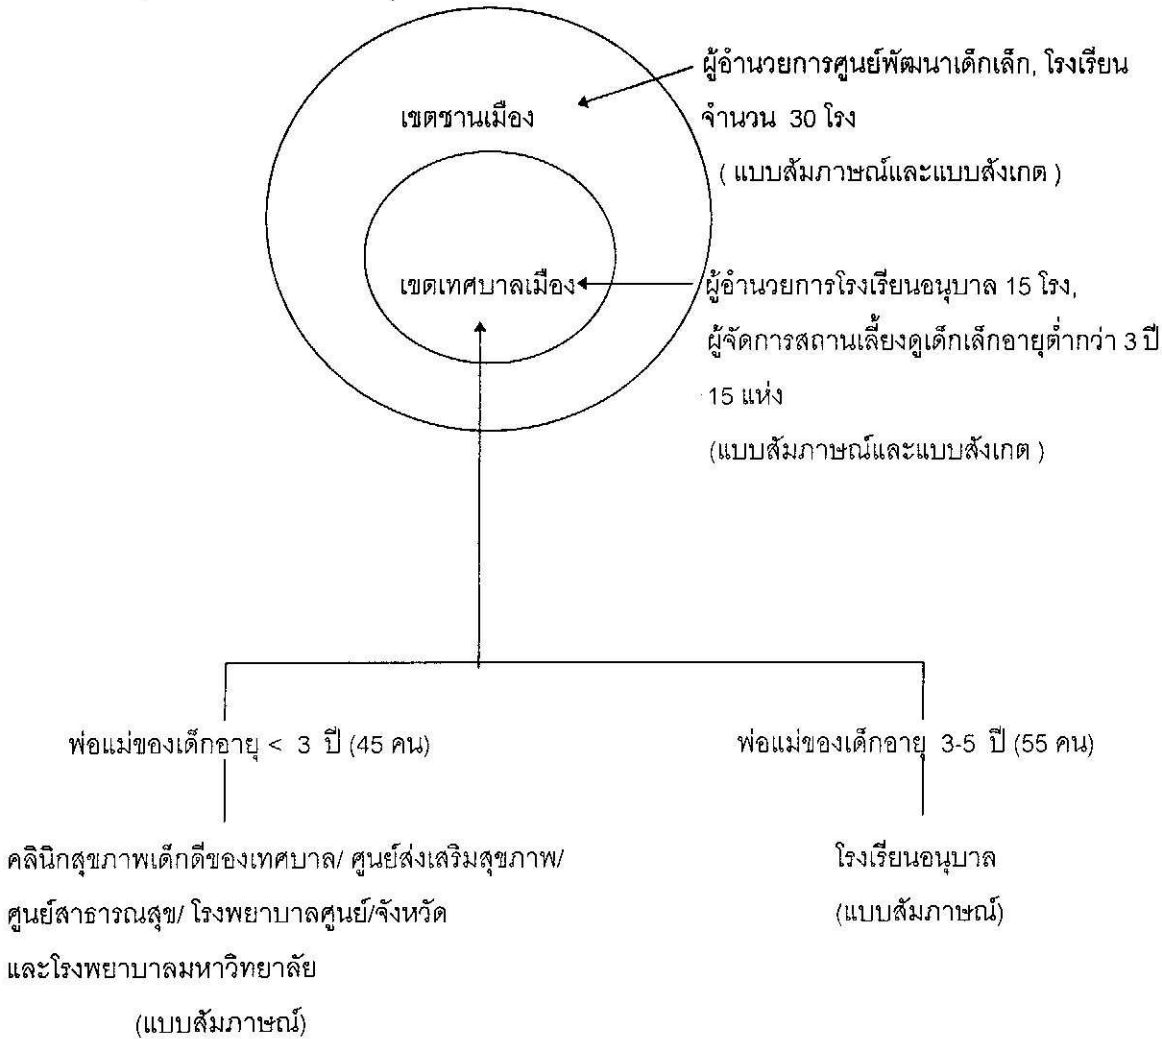 ผู้อำนวยการศูนย์พัฒนาเด็กเล็ก, โรงเรียน
เขตชานเมือง
จำนวน 30 โรง
( แบบสัมภาษณ์และแบบสังเกต )
เขตเทศบาลเมือง
ผู้อำนวยการโรงเรียนอนุบาล 15 โรง,
ผู้จัดการสถานเลี้ยงดูเด็กเล็กอายุต่ำกว่า 3 ปี
15 แห่ง
(แบบสัมภาษณ์และแบบสังเกต )
พ่อแม่ของเด็กอายุ < 3 ปี (45 คน)
พ่อแม่ของเด็กอายุ 3-5 ปี (55 คน)
คลินิกสุขภาพเด็กดีของเทศบาล/ ศูนย์ส่งเสริมสุขภาพ/
ศูนย์สาธารณสุข/ โรงพยาบาลศูนย์/จังหวัด
และโรงพยาบาลมหาวิทยาลัย
(แบบสัมภาษณ์)
โรงเรียนอนุบาล
(แบบสัมภาษณ์)